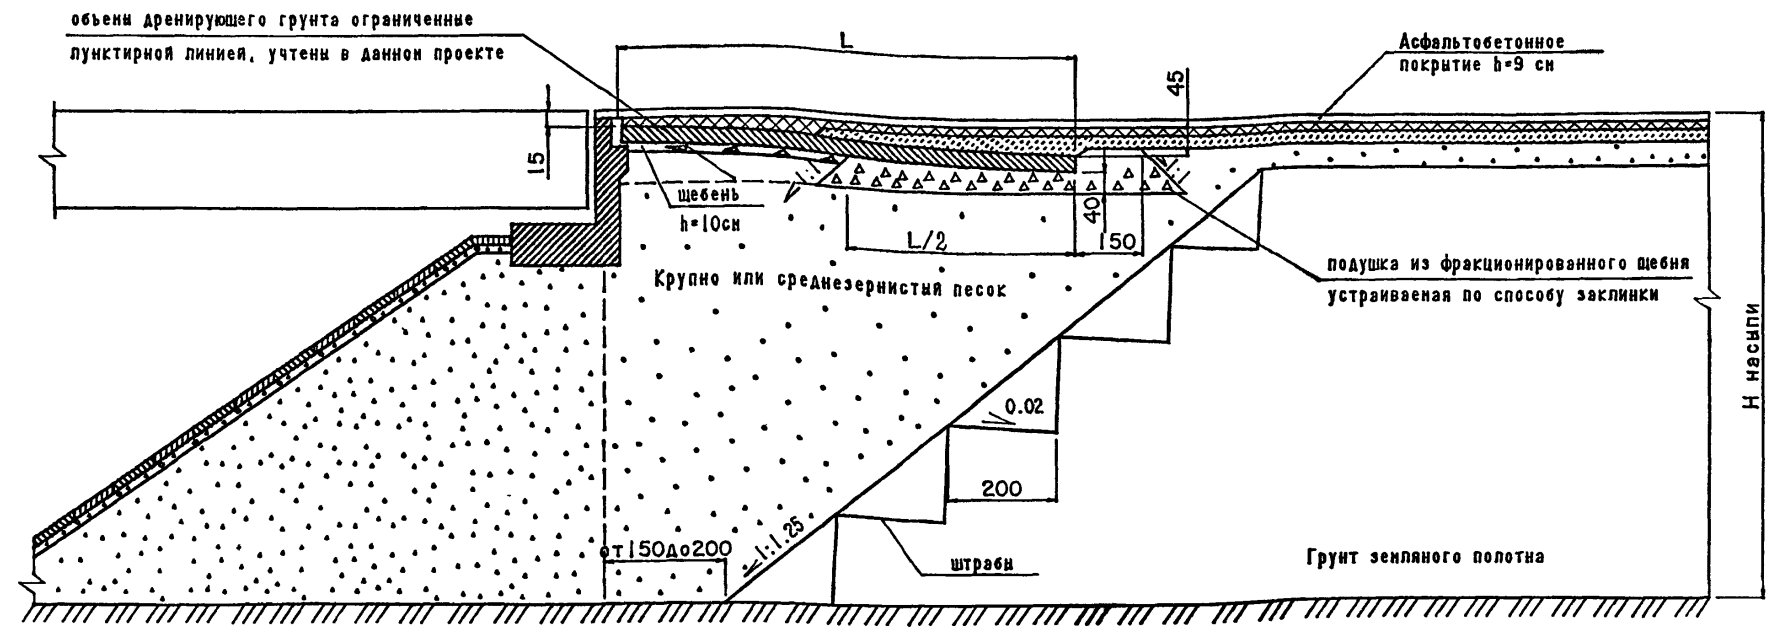 объемы дренирующего грунта ограниченные
пунктирной линией, учтены в данном проекте
L
Асфальтобетонное
покрытие h=9 см
45
15
1:1
1:1
щебень
h=10см
40
L/2
150
Крупно или среднезернистый песок
подушка из фракционированного щебня
устраиваемая по способу заклинки
Н насыпи
0.02
200
1:1.25
от 150 до 200
штрабы
Грунт земляного полотна